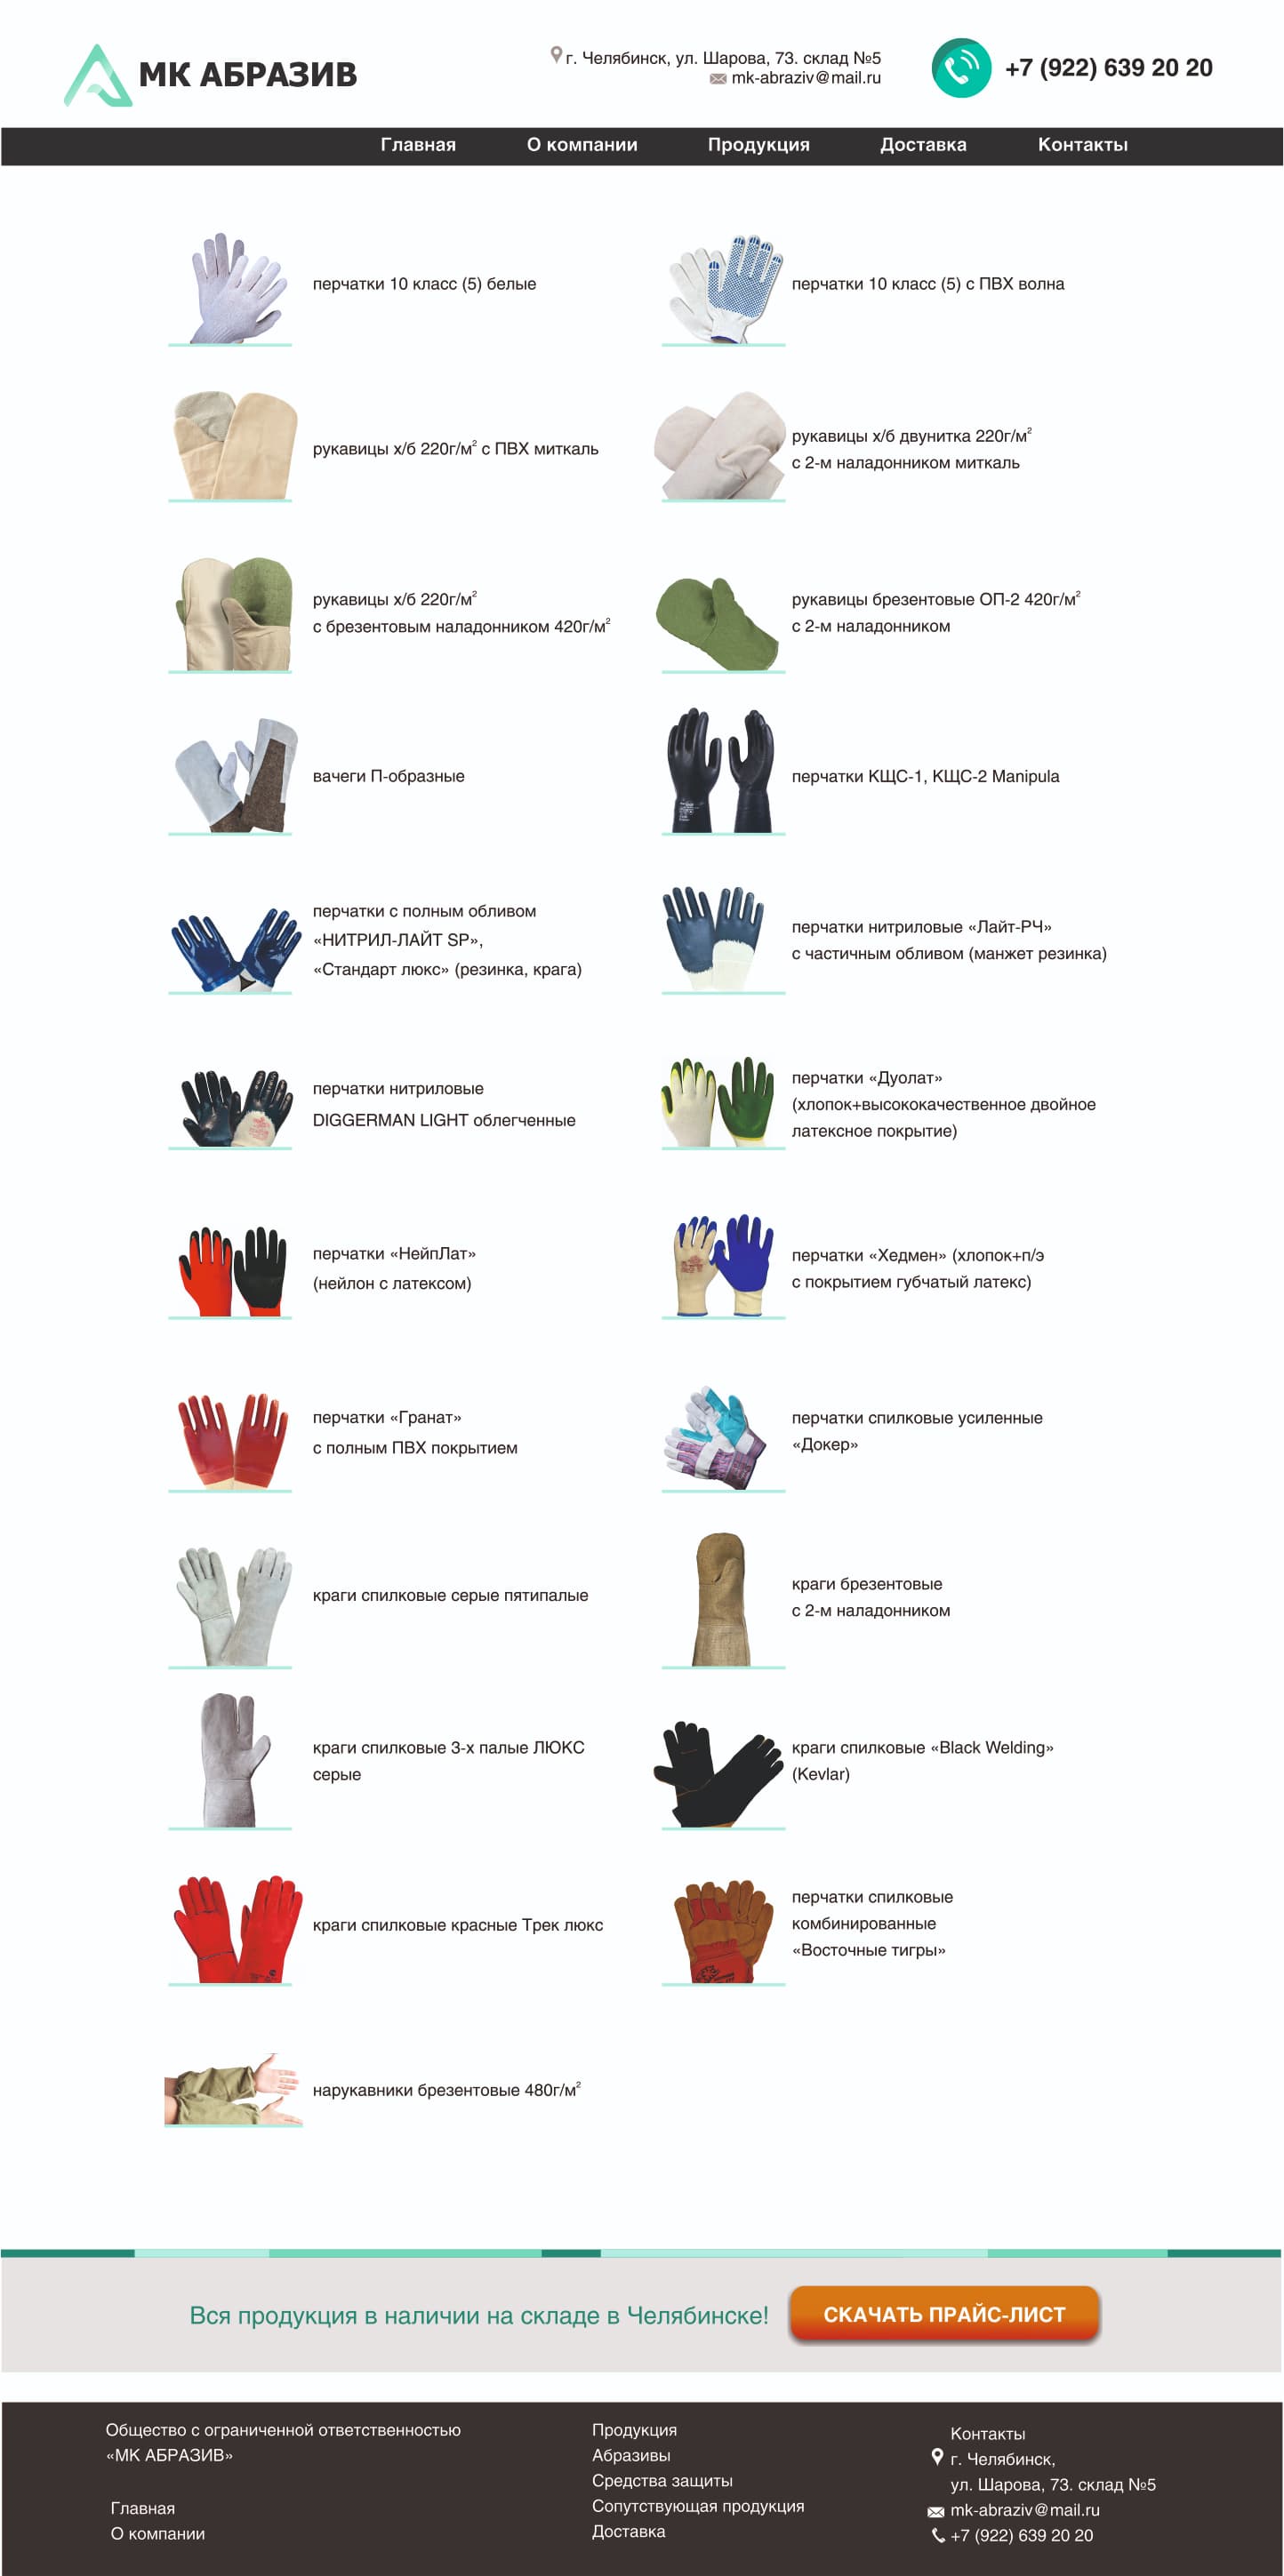 МК АБРАЗИВ
г. Челябинск, ул. Шарова, 73. склад №5
mk-abraziv@mail.ru
+7 (922) 639 20 20
Главная О компании Продукция Доставка Контакты
перчатки 10 класс (5) белые
перчатки 10 класс (5) с ПВХ волна
рукавицы х/б 220г/м² с ПВХ миткаль
рукавицы х/б двунитка 220г/м²
с 2-м наладонником миткаль
рукавицы х/б 220г/м²
с брезентовым наладонником 420г/м²
рукавицы брезентовые ОП-2 420г/м²
с 2-м наладонником
вачеги П-образные
перчатки КЩС-1, КЩС-2 Manipula
перчатки с полным обливом
«НИТРИЛ-ЛАЙТ SP»,
«Стандарт люкс» (резинка, крага)
перчатки нитриловые «Лайт-РЧ»
с частичным обливом (манжет резинка)
перчатки нитриловые
DIGGERMAN LIGHT облегченные
перчатки «Дуолат»
(хлопок+высококачественное двойное
латексное покрытие)
перчатки «НейпЛат»
(нейлон с латексом)
перчатки «Хедмен» (хлопок+п/э
с покрытием губчатый латекс)
перчатки «Гранат»
с полным ПВХ покрытием
перчатки спилковые усиленные
«Докер»
краги спилковые серые пятипалые
краги брезентовые
с 2-м наладонником
краги спилковые 3-х палые ЛЮКС
серые
краги спилковые «Black Welding»
(Kevlar)
краги спилковые красные Трек люкс
перчатки спилковые
комбинированные
«Восточные тигры»
нарукавники брезентовые 480г/м²
Вся продукция в наличии на складе в Челябинске!
СКАЧАТЬ ПРАЙС-ЛИСТ
Общество с ограниченной ответственностью
«МК АБРАЗИВ»
Главная
О компании
Продукция
Абразивы
Средства защиты
Сопутствующая продукция
Доставка
Контакты
г. Челябинск,
ул. Шарова, 73. склад №5
mk-abraziv@mail.ru
+7 (922) 639 20 20